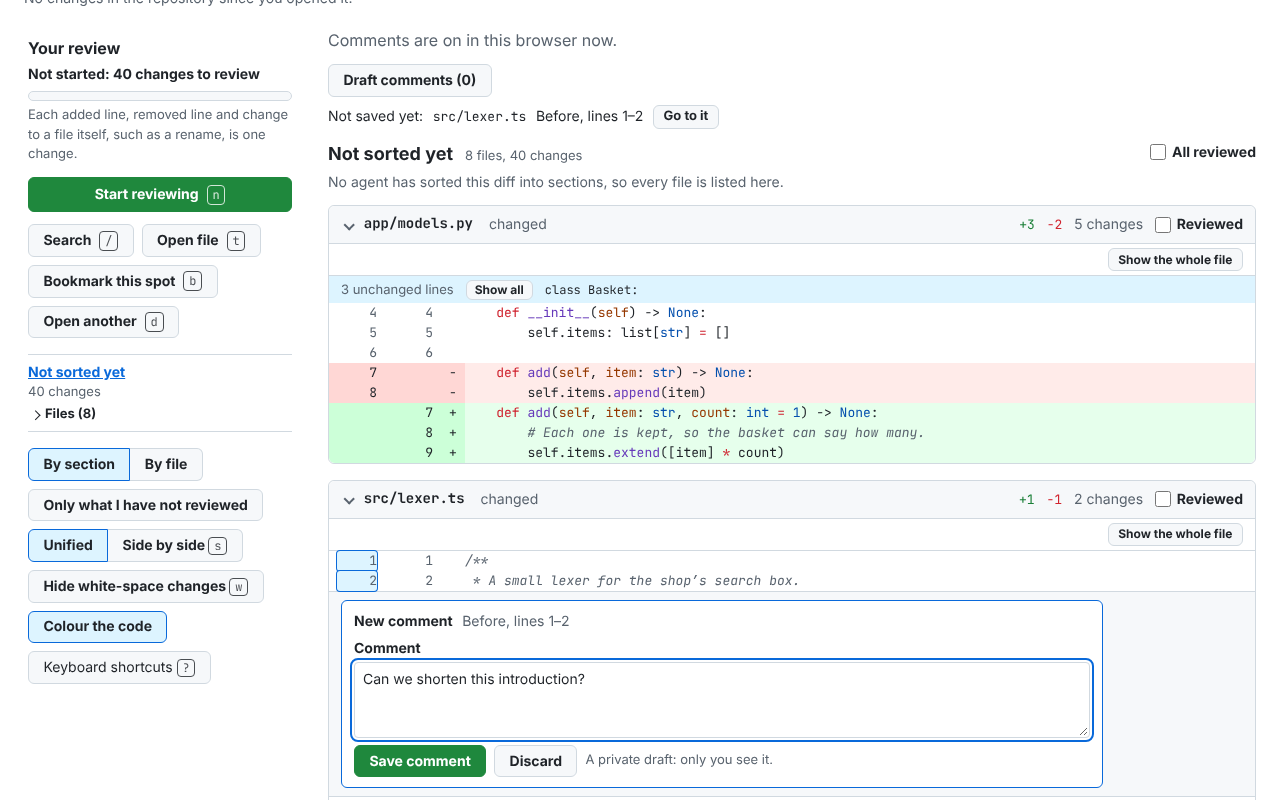 No changes in the repository since you opened it.
Your review
Not started: 40 changes to review
Each added line, removed line and change
to a file itself, such as a rename, is one
change.
Start reviewing n
Search / Open file t
Bookmark this spot b
Open another d
Not sorted yet
40 changes
Files (8)
By section By file
Only what I have not reviewed
Unified Side by side s
Hide white-space changes w
Colour the code
Keyboard shortcuts ?
Comments are on in this browser now.
Draft comments (0)
Not saved yet: src/lexer.ts Before, lines 1–2 Go to it
Not sorted yet 8 files, 40 changes All reviewed
No agent has sorted this diff into sections, so every file is listed here.
app/models.py changed +3 -2 5 changes Reviewed
Show the whole file
3 unchanged lines Show all class Basket:
4 4 def __init__(self) -> None:
5 5 self.items: list[str] = []
6 6
7 - def add(self, item: str) -> None:
8 - self.items.append(item)
7 + def add(self, item: str, count: int = 1) -> None:
8 + # Each one is kept, so the basket can say how many.
9 + self.items.extend([item] * count)
src/lexer.ts changed +1 -1 2 changes Reviewed
Show the whole file
1 1 /**
2 2 * A small lexer for the shop’s search box.
New comment Before, lines 1–2
Comment
Can we shorten this introduction?
Save comment Discard A private draft: only you see it.